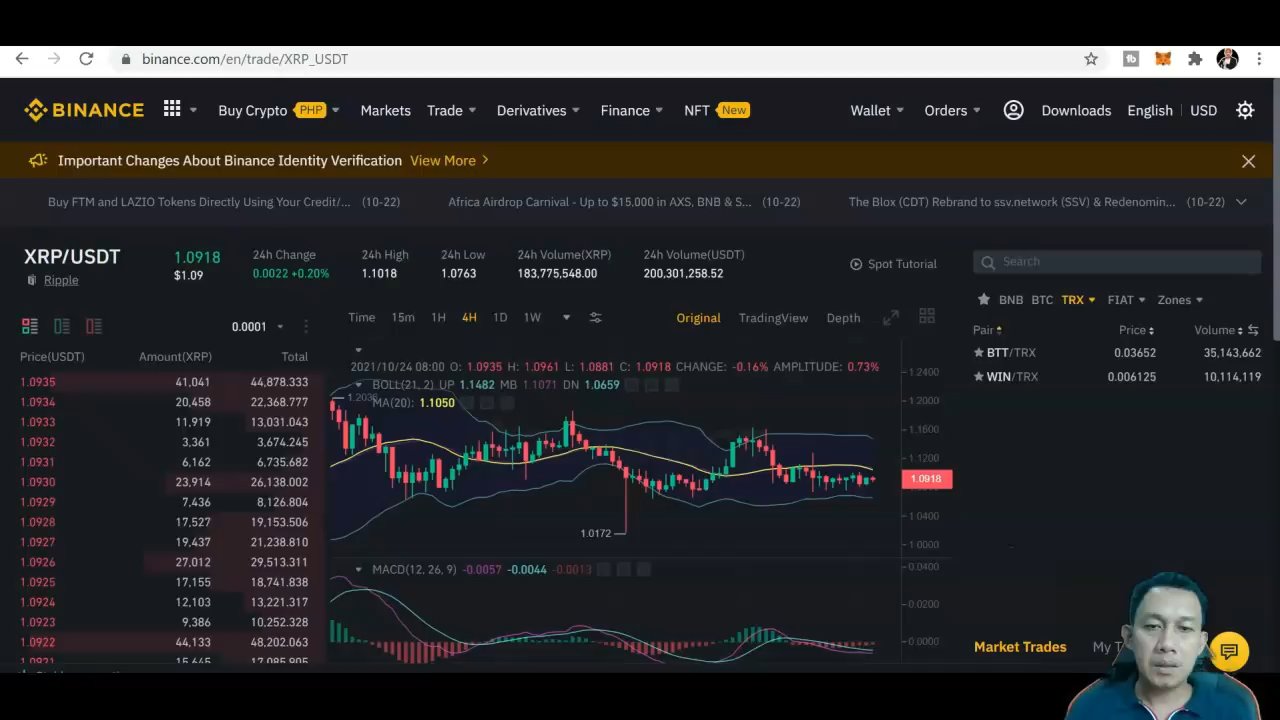 binance.com/en/trade/XRP_USDT
BINANCE Buy Crypto PHP Markets Trade Derivatives Finance NFT New Wallet Orders Downloads English USD
Important Changes About Binance Identity Verification View More
Buy FTM and LAZIO Tokens Directly Using Your Credit/... (10-22) Africa Airdrop Carnival - Up to $15,000 in AXS, BNB & S... (10-22) The Blox (CDT) Rebrand to ssv.network (SSV) & Redenomin... (10-22)
XRP/USDT 1.0918 24h Change 24h High 24h Low 24h Volume(XRP) 24h Volume(USDT)
Ripple $1.09 0.0022 +0.20% 1.1018 1.0763 183,775,548.00 200,301,258.52
Spot Tutorial
Search
BNB BTC TRX FIAT Zones
Pair Price Volume
BTT/TRX 0.03652 35,143,662
WIN/TRX 0.006125 10,114,119
0.0001
Time 15m 1H 4H 1D 1W Original TradingView Depth
Price(USDT) Amount(XRP) Total
1.0935 41,041 44,878.333
1.0934 20,458 22,368.777
1.0933 11,919 13,031.043
1.0932 3,361 3,674.245
1.0931 6,162 6,735.682
1.0930 23,914 26,138.002
1.0929 7,436 8,126.804
1.0928 17,527 19,153.506
1.0927 19,437 21,238.810
1.0926 27,012 29,513.311
1.0925 17,155 18,741.838
1.0924 12,103 13,221.317
1.0923 9,386 10,252.328
1.0922 44,133 48,202.063
1.0921 15,645 17,085.905
2021/10/24 08:00 O: 1.0935 H: 1.0961 L: 1.0881 C: 1.0918 CHANGE: -0.16% AMPLITUDE: 0.73%
BOLL(21, 2) UP 1.1482 MB 1.1071 DN 1.0659
1.2038
MA(20): 1.1050
1.2400
1.2000
1.1600
1.1200
1.0918
1.0400
1.0172
1.0000
MACD(12, 26, 9) -0.0057 -0.0044 -0.0013
0.0400
0.0200
0.0000
Market Trades My T